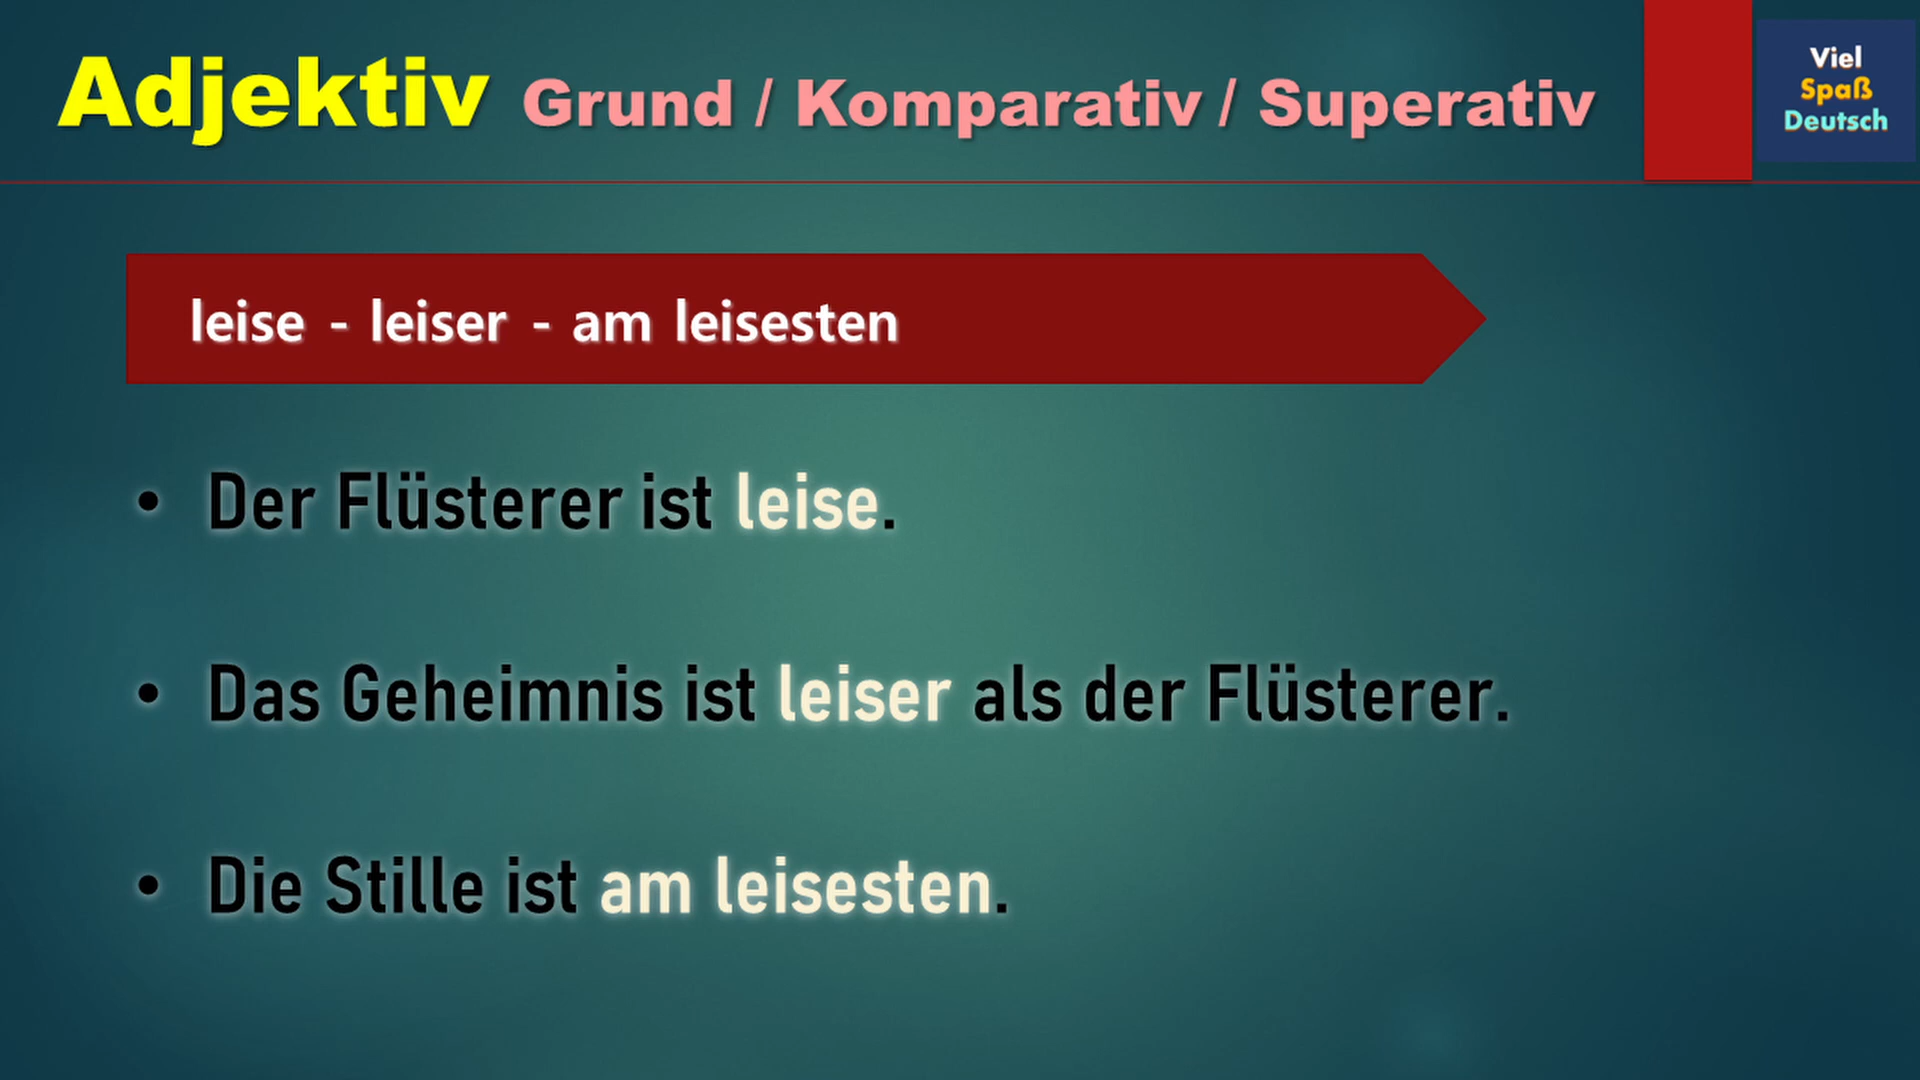 Adjektiv Grund / Komparativ / Superativ
Viel
Spaß
Deutsch
leise - leiser - am leisesten
• Der Flüsterer ist leise.
• Das Geheimnis ist leiser als der Flüsterer.
• Die Stille ist am leisesten.